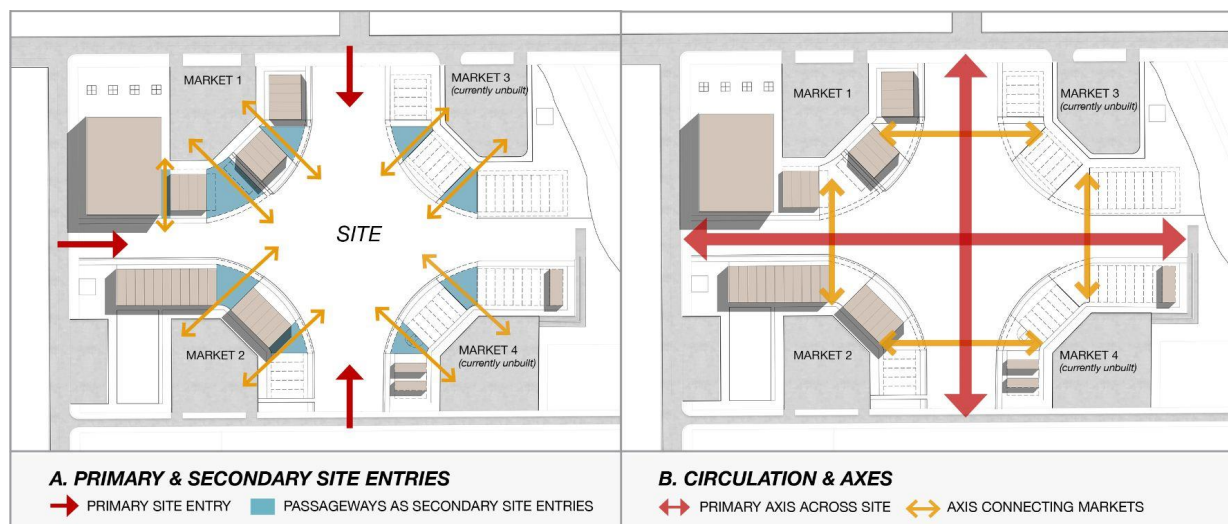 MARKET 1
MARKET 3
(currently unbuilt)
SITE
MARKET 2
MARKET 4
(currently unbuilt)
A. PRIMARY & SECONDARY SITE ENTRIES
PRIMARY SITE ENTRY
PASSAGEWAYS AS SECONDARY SITE ENTRIES
MARKET 1
MARKET 3
(currently unbuilt)
MARKET 2
MARKET 4
(currently unbuilt)
B. CIRCULATION & AXES
PRIMARY AXIS ACROSS SITE
AXIS CONNECTING MARKETS